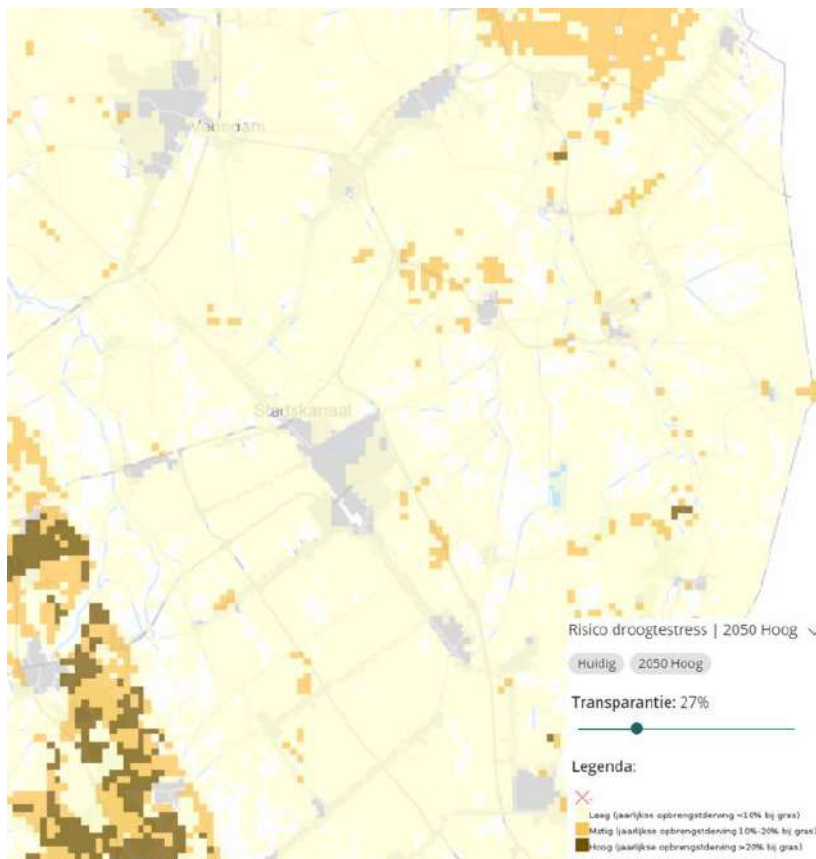 Veendam
Stadskanaal
Risico droogtestress | 2050 Hoog
Huidig 2050 Hoog
Transparantie: 27%
Legenda:
Laag (jaarlijkse opbrengstderving <10% bij gras)
Matig (jaarlijkse opbrengstderving 10%-20% bij gras)
Hoog (jaarlijkse opbrengstderving >20% bij gras)